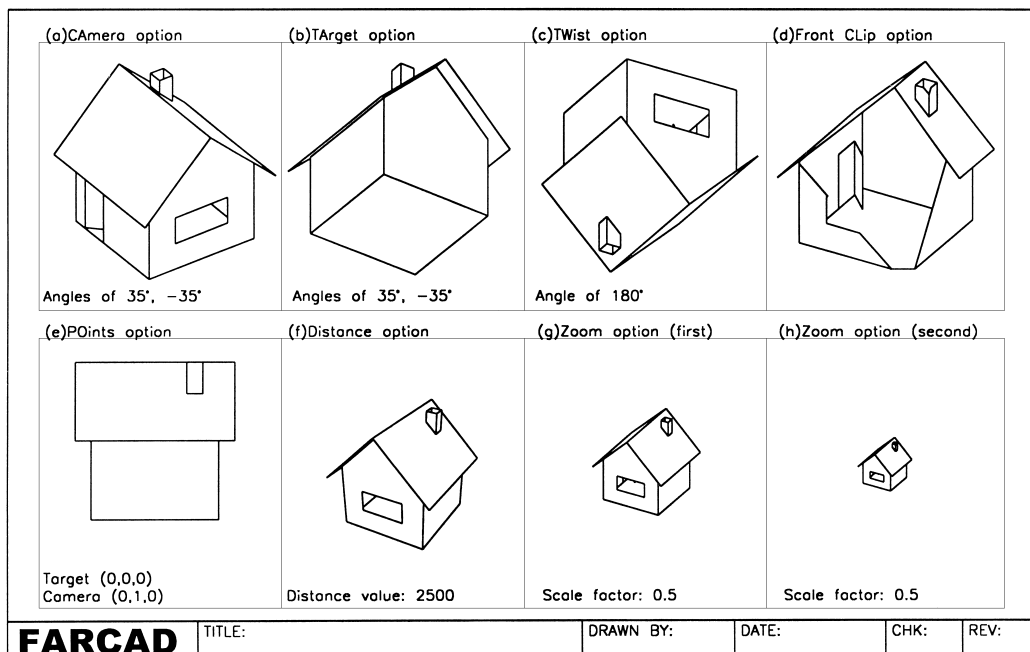 (a)CAmera option
(b)TArget option
(c)TWist option
(d)Front CLip option
Angles of 35°, -35°
Angles of 35°, -35°
Angle of 180°
(e)POints option
(f)Distance option
(g)Zoom option (first)
(h)Zoom option (second)
Target (0,0,0)
Camera (0,1,0)
Distance value: 2500
Scale factor: 0.5
Scale factor: 0.5
FARCAD
TITLE:
DRAWN BY:
DATE:
CHK:
REV: